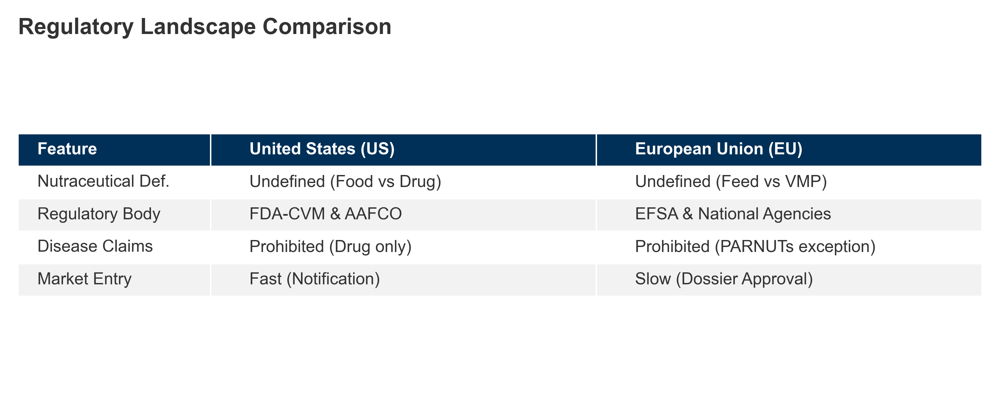 Regulatory Landscape Comparison
Feature United States (US) European Union (EU)
Nutraceutical Def. Undefined (Food vs Drug) Undefined (Feed vs VMP)
Regulatory Body FDA-CVM & AAFCO EFSA & National Agencies
Disease Claims Prohibited (Drug only) Prohibited (PARNUTs exception)
Market Entry Fast (Notification) Slow (Dossier Approval)